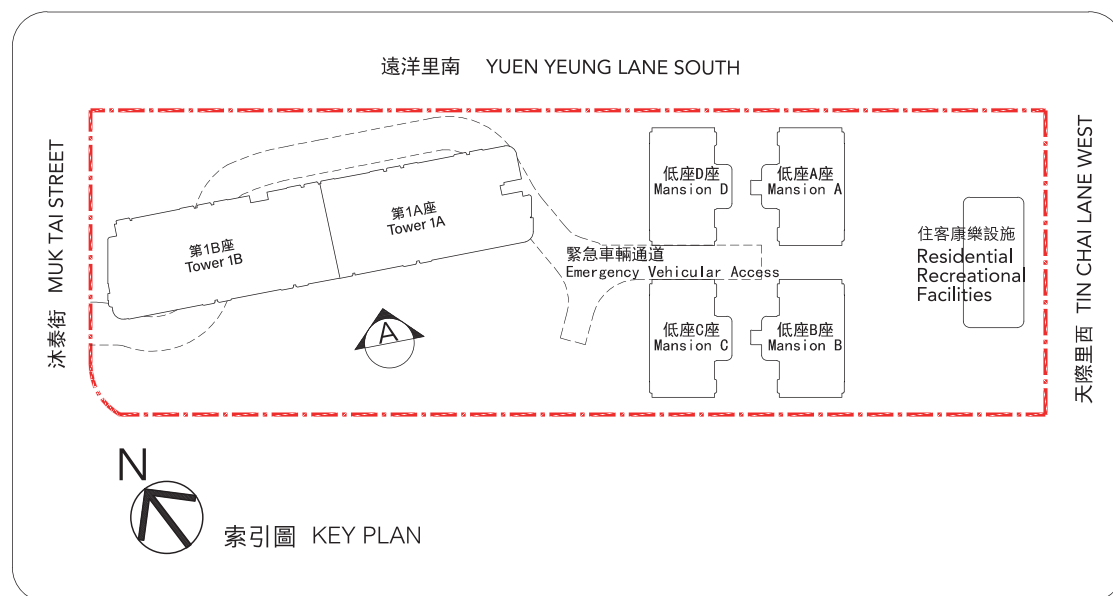 遠洋里南 YUEN YEUNG LANE SOUTH
沐泰街 MUK TAI STREET
天際里西 TIN CHAI LANE WEST
低座D座
Mansion D
低座A座
Mansion A
第1A座
Tower 1A
第1B座
Tower 1B
住客康樂設施
Residential
Recreational
Facilities
緊急車輛通道
Emergency Vehicular Access
A
低座C座
Mansion C
低座B座
Mansion B
N
索引圖 KEY PLAN